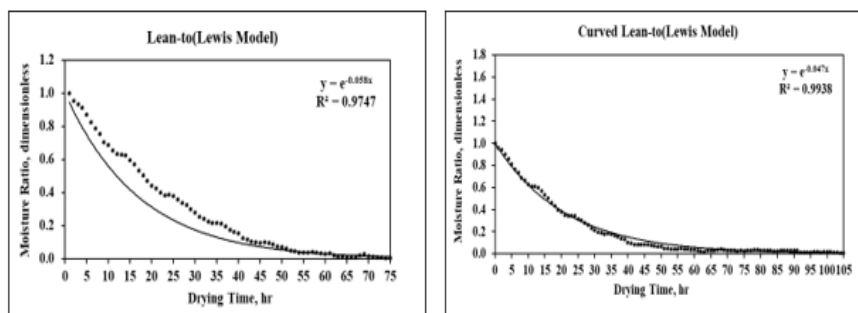 Lean-to(Lewis Model)
y = e^-0.058x
R² = 0.9747
Moisture Ratio, dimensionless
1.2
1.0
0.8
0.6
0.4
0.2
0.0
0 5 10 15 20 25 30 35 40 45 50 55 60 65 70 75
Drying Time, hr
Curved Lean-to(Lewis Model)
y = e^-0.047x
R² = 0.9938
Moisture Ratio, dimensionless
1.8
1.6
1.4
1.2
1.0
0.8
0.6
0.4
0.2
0.0
0 5 10 15 20 25 30 35 40 45 50 55 60 65 70 75 80 85 90 95 100 105
Drying Time, hr